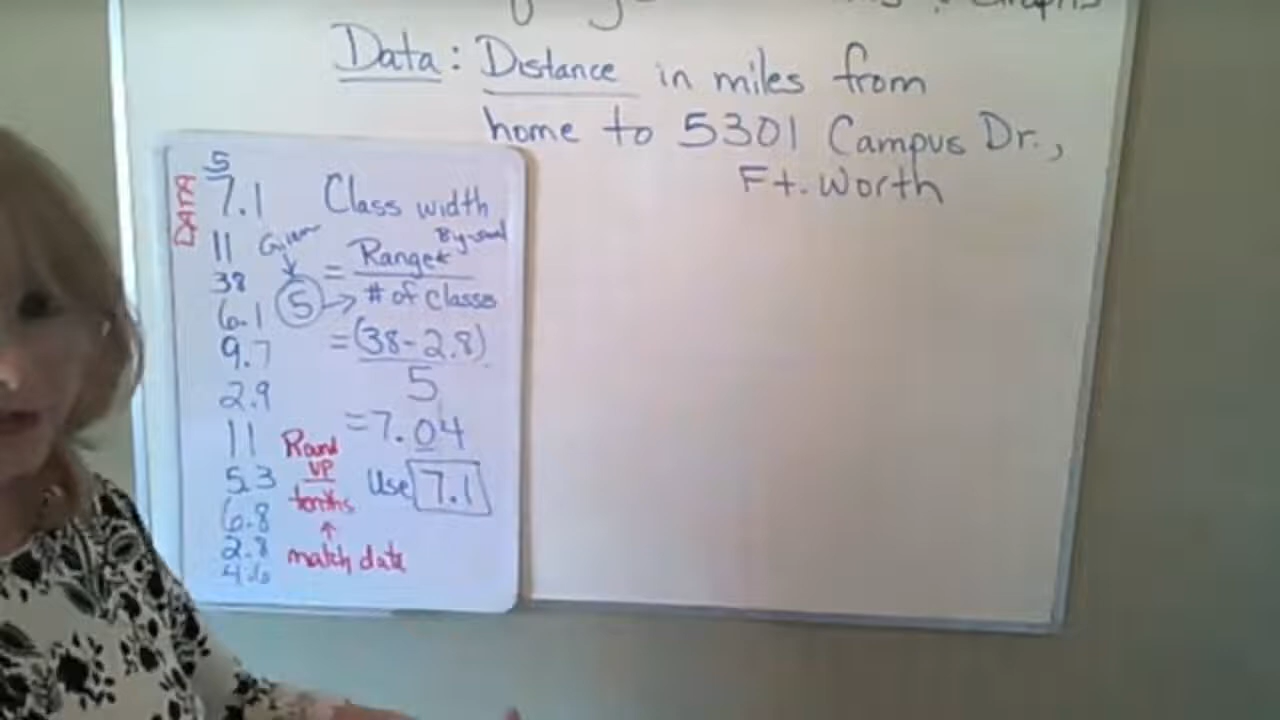 Graphs
Data: Distance in miles from
home to 5301 Campus Dr.,
Ft. Worth
DATA
5
7.1
11
38
6.1
9.7
2.9
11
5.3
6.8
2.8
4.6
Given
5
Class width
= Range
# of classes
= (38-2.8)
5
= 7.04
Use 7.1
Round
UP
tenths
↑
match data